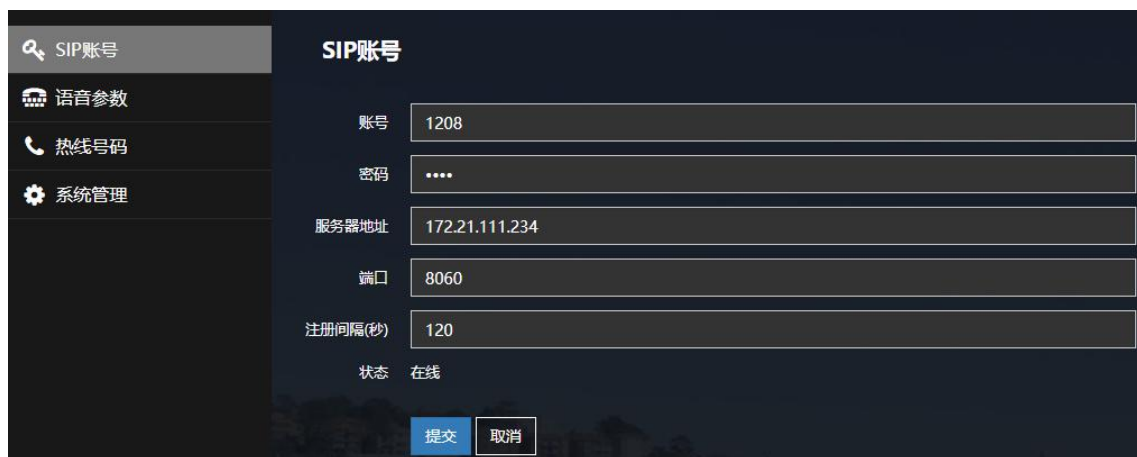 SIP账号
语音参数
热线号码
系统管理
SIP账号
账号 1208
密码 ••••
服务器地址 172.21.111.234
端口 8060
注册间隔(秒) 120
状态 在线
提交 取消